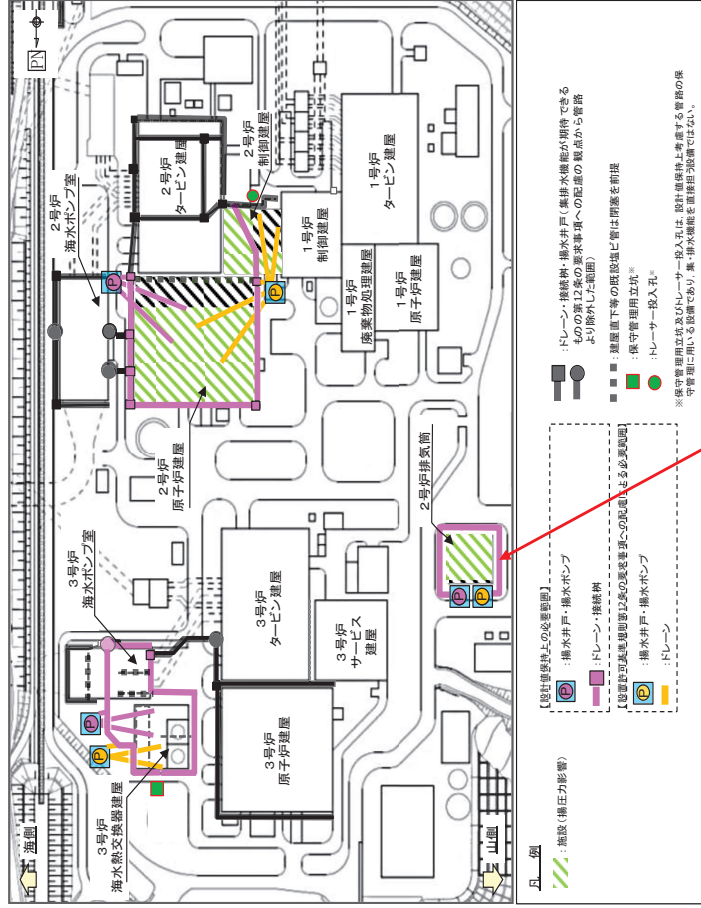 PN
海側
山側
2号炉
海水ポンプ室
2号炉
タービン建屋
2号炉
制御建屋
1号炉
制御建屋
1号炉
タービン建屋
1号炉
廃棄物処理建屋
1号炉
原子炉建屋
2号炉
原子炉建屋
2号炉排気筒
3号炉
海水ポンプ室
3号炉
タービン建屋
3号炉
サービス
建屋
3号炉
原子炉建屋
3号炉
海水熱交換器建屋
P
P
P
P
P
P
凡 例
:施設(揚圧力影響)
【設計値保持上の必要範囲】
P
:揚水井戸・揚水ポンプ
:ドレーン・接続桝
【設置許可基準規則第12条の要求事項への配慮による必要範囲】
P
:揚水井戸・揚水ポンプ
:ドレーン
:ドレーン・接続桝・揚水井戸(集排水機能が期待できる
ものの第12条の要求事項への配慮の観点から管路
より除外した範囲)
:建屋直下等の既設塩ビ管は閉塞を前提
:保守管理用立坑※
:トレーサー投入孔※
※保守管理用立坑及びトレーサー投入孔は、設計値保持上考慮する管路の保
守管理に用いる設備であり、集・排水機能を直接担う設備ではない。